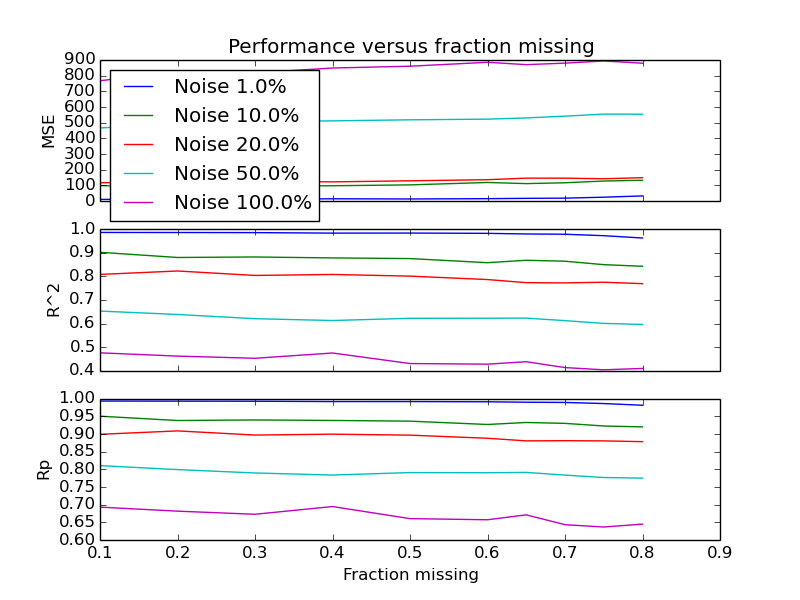 Performance versus fraction missing
900
800
700
600
500
400
300
200
100
0
MSE
Noise 1.0%
Noise 10.0%
Noise 20.0%
Noise 50.0%
Noise 100.0%
1.0
0.9
0.8
0.7
0.6
0.5
0.4
R^2
1.00
0.95
0.90
0.85
0.80
0.75
0.70
0.65
0.60
Rp
0.1 0.2 0.3 0.4 0.5 0.6 0.7 0.8 0.9
Fraction missing